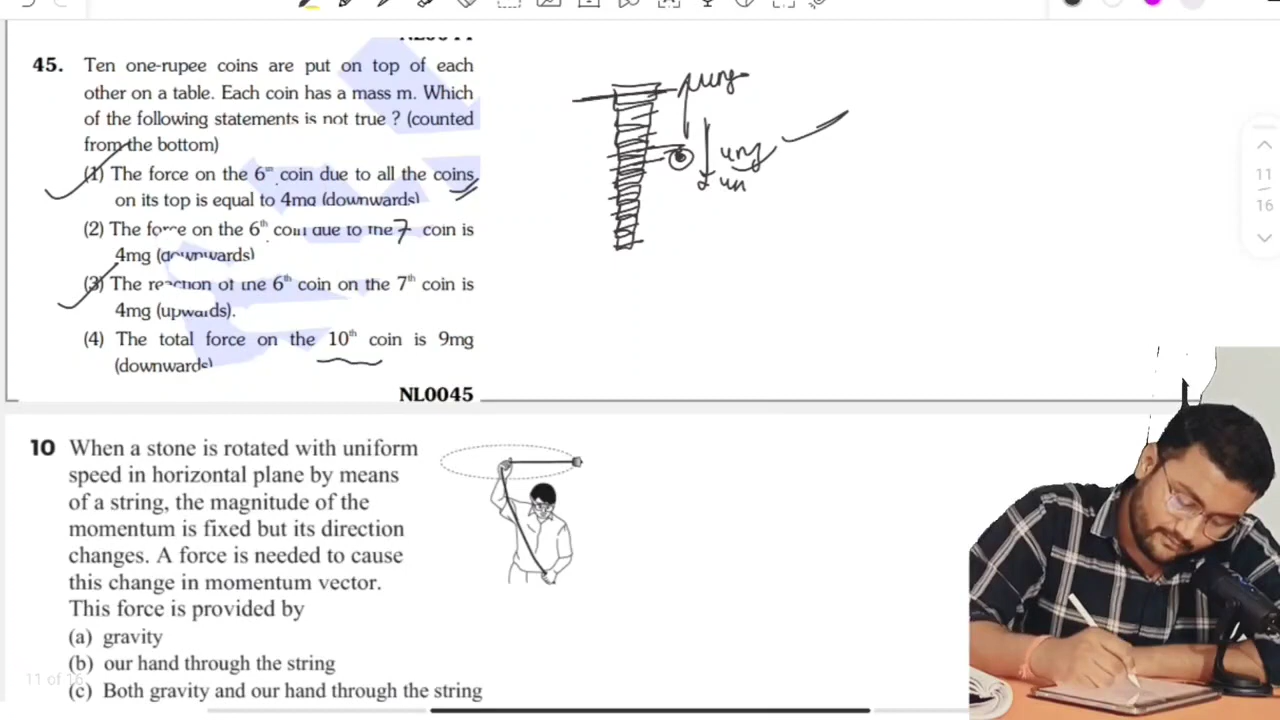 45. Ten one-rupee coins are put on top of each
other on a table. Each coin has a mass m. Which
of the following statements is not true ? (counted
from the bottom)
(1) The force on the 6th coin due to all the coins
on its top is equal to 4mg (downwards)
(2) The force on the 6th coin due to the 7 coin is
4mg (downwards)
(3) The reaction of the 6th coin on the 7th coin is
4mg (upwards).
(4) The total force on the 10th coin is 9mg
(downwards)
NL0045
10 When a stone is rotated with uniform
speed in horizontal plane by means
of a string, the magnitude of the
momentum is fixed but its direction
changes. A force is needed to cause
this change in momentum vector.
This force is provided by
(a) gravity
(b) our hand through the string
(c) Both gravity and our hand through the string
11 of 16
11
16